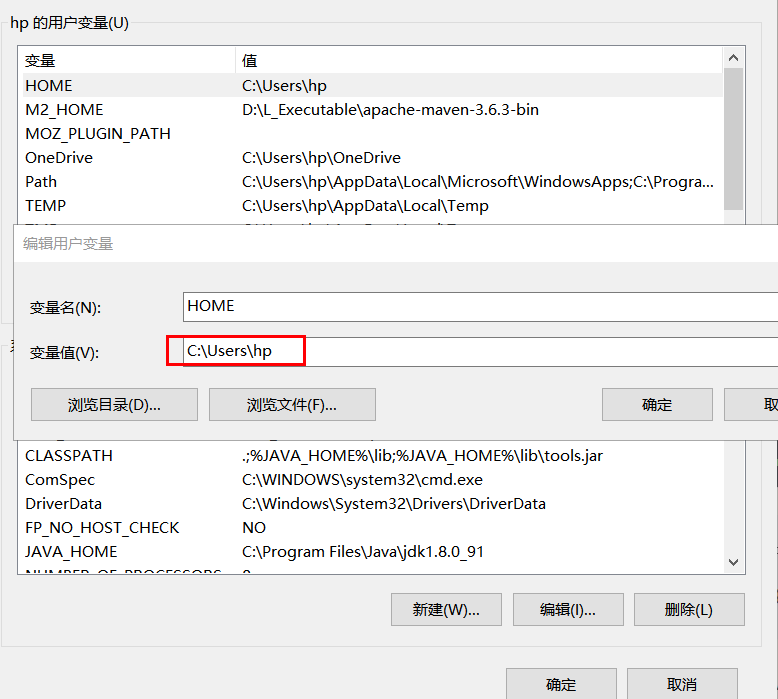 hp 的用户变量(U)
变量 值
HOME C:\Users\hp
M2_HOME D:\L_Executable\apache-maven-3.6.3-bin
MOZ_PLUGIN_PATH
OneDrive C:\Users\hp\OneDrive
Path C:\Users\hp\AppData\Local\Microsoft\WindowsApps;C:\Progra...
TEMP C:\Users\hp\AppData\Local\Temp
编辑用户变量
变量名(N): HOME
变量值(V): C:\Users\hp
浏览目录(D)... 浏览文件(F)... 确定 取
CLASSPATH .;%JAVA_HOME%\lib;%JAVA_HOME%\lib\tools.jar
ComSpec C:\WINDOWS\system32\cmd.exe
DriverData C:\Windows\System32\Drivers\DriverData
FP_NO_HOST_CHECK NO
JAVA_HOME C:\Program Files\Java\jdk1.8.0_91
NUMBER_OF_PROCESSORS
新建(W)... 编辑(I)... 删除(L)
确定 取消